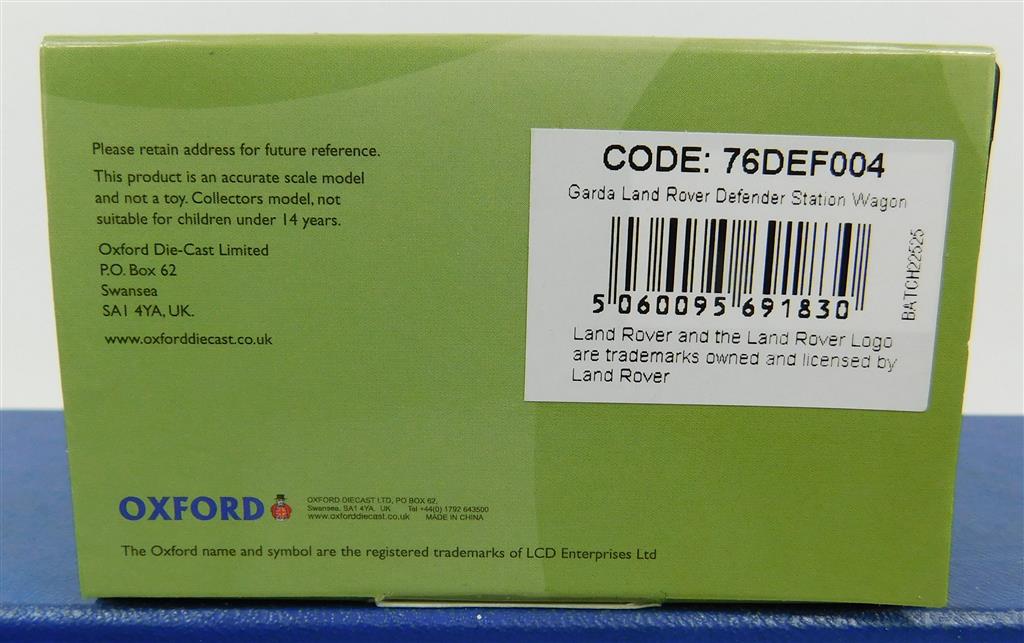 Please retain address for future reference.
This product is an accurate scale model
and not a toy. Collectors model, not
suitable for children under 14 years.
Oxford Die-Cast Limited
P.O. Box 62
Swansea
SA1 4YA, UK.
www.oxforddiecast.co.uk
CODE: 76DEF004
Garda Land Rover Defender Station Wagon
5 060095 691830
BATCH22525
Land Rover and the Land Rover Logo
are trademarks owned and licensed by
Land Rover
OXFORD
OXFORD DIECAST LTD, PO BOX 62,
Swansea, SA1 4YA. UK Tel +44(0) 1792 643500
www.oxforddiecast.co.uk MADE IN CHINA
The Oxford name and symbol are the registered trademarks of LCD Enterprises Ltd